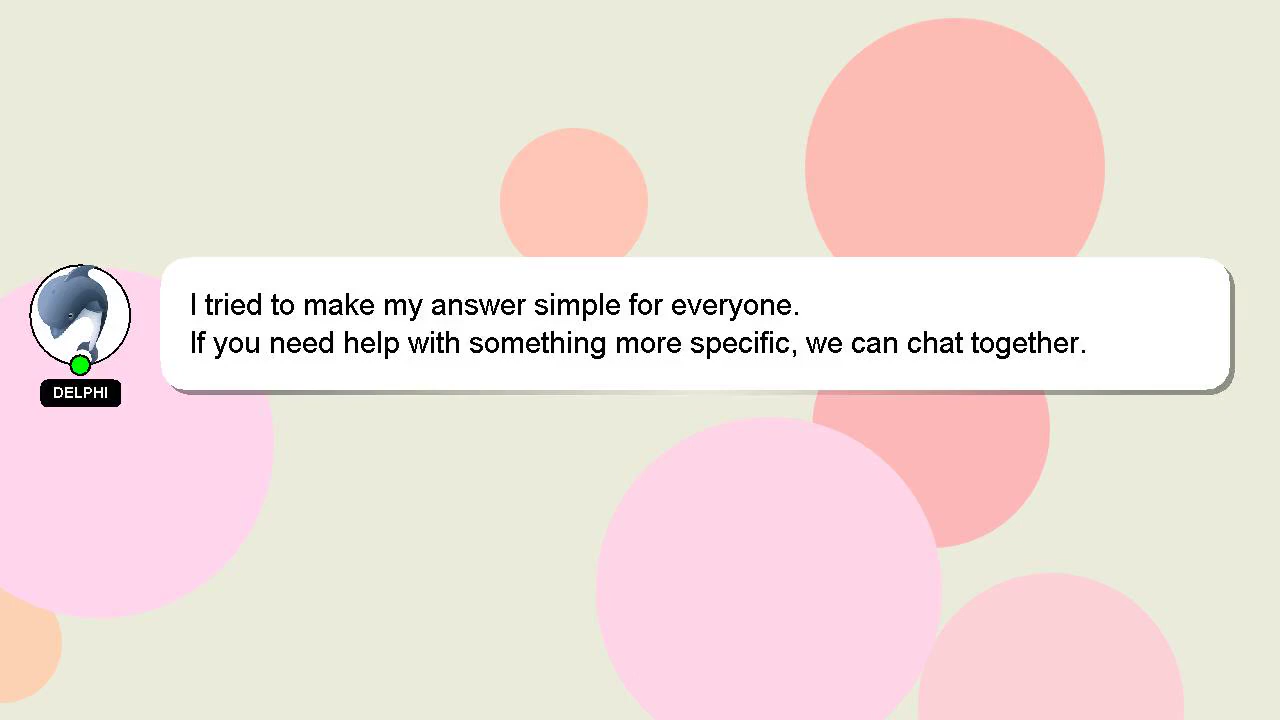 I tried to make my answer simple for everyone.
If you need help with something more specific, we can chat together.
DELPHI